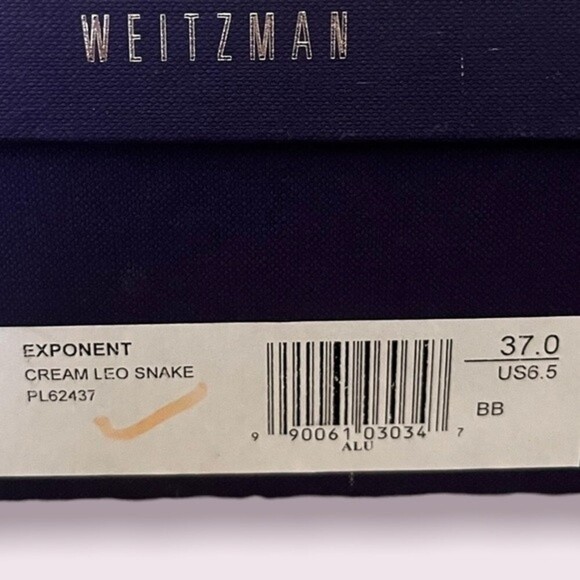 WEITZMAN
EXPONENT
CREAM LEO SNAKE
PL62437
9 90061 03034 7
ALU
37.0
US6.5
BB